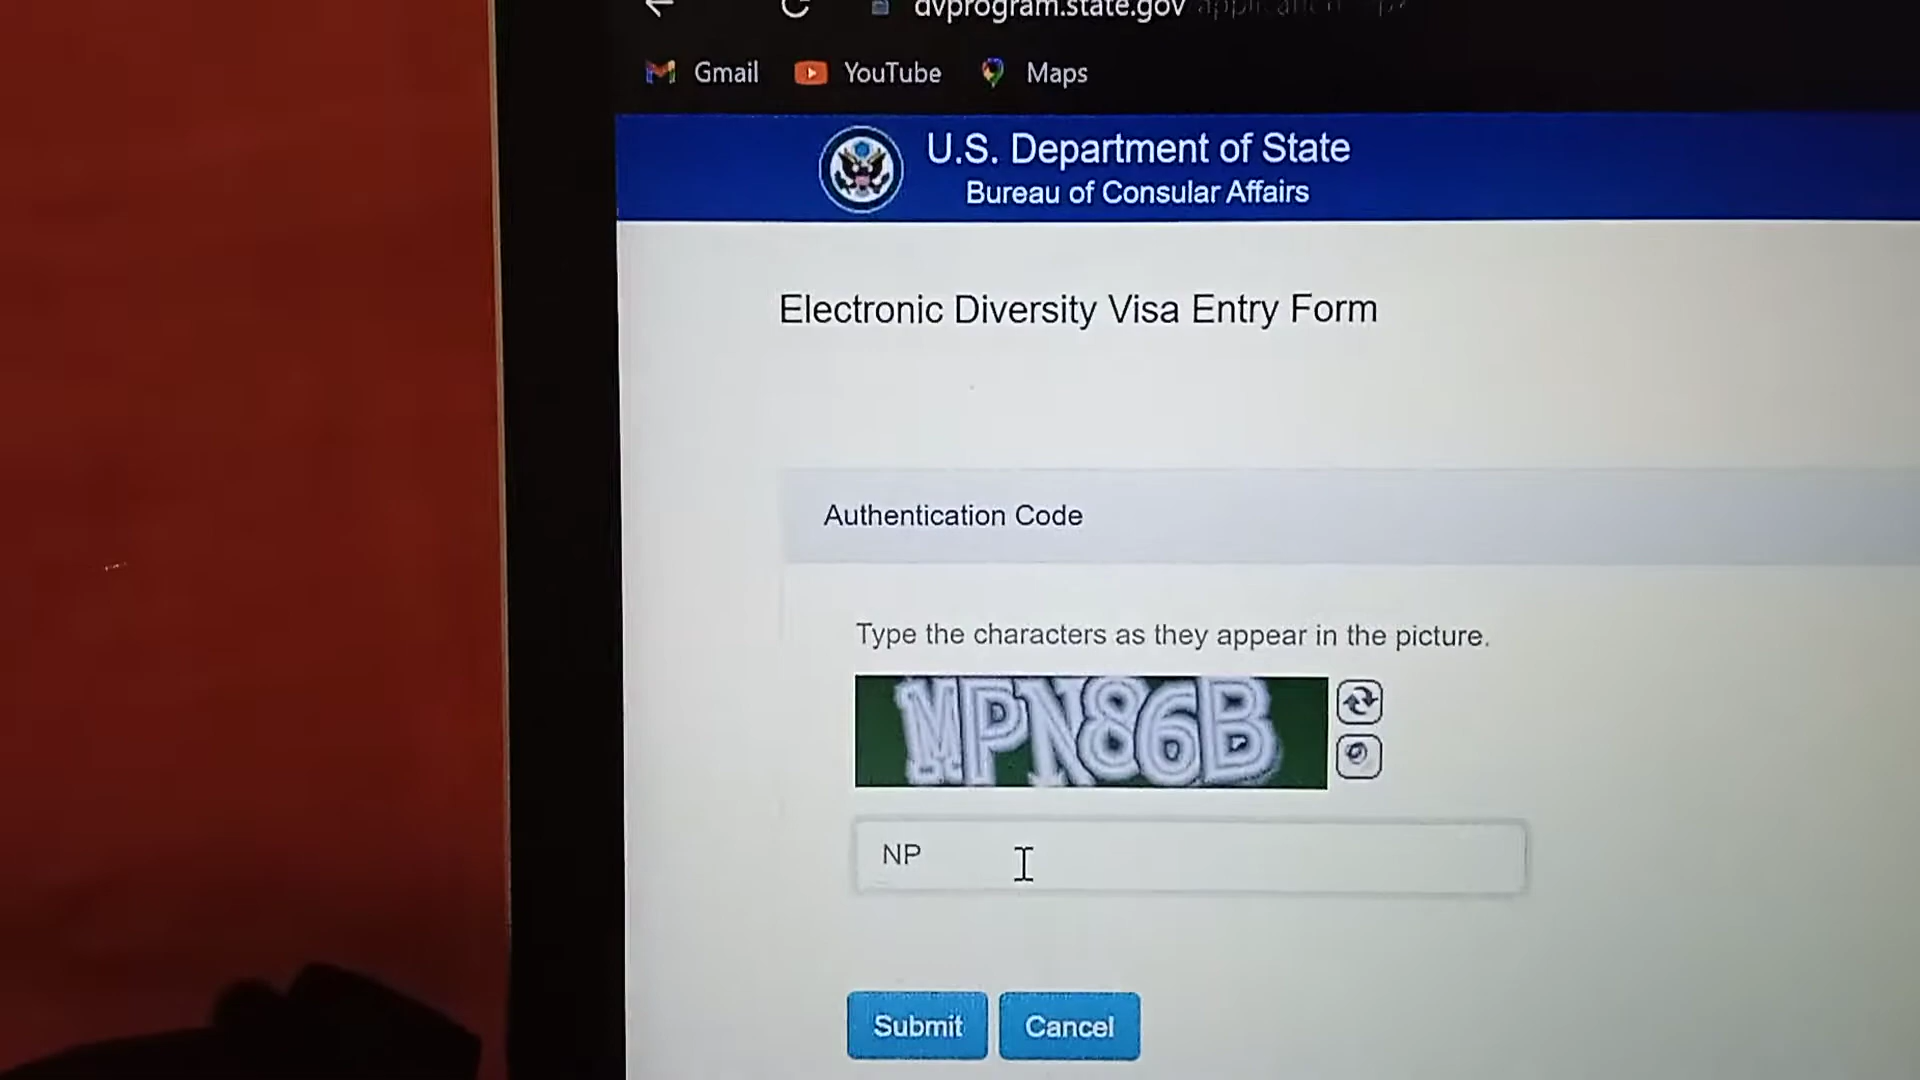 dvprogram.state.gov
Gmail YouTube Maps
U.S. Department of State
Bureau of Consular Affairs
Electronic Diversity Visa Entry Form
Authentication Code
Type the characters as they appear in the picture.
MPN86B
NP
Submit Cancel